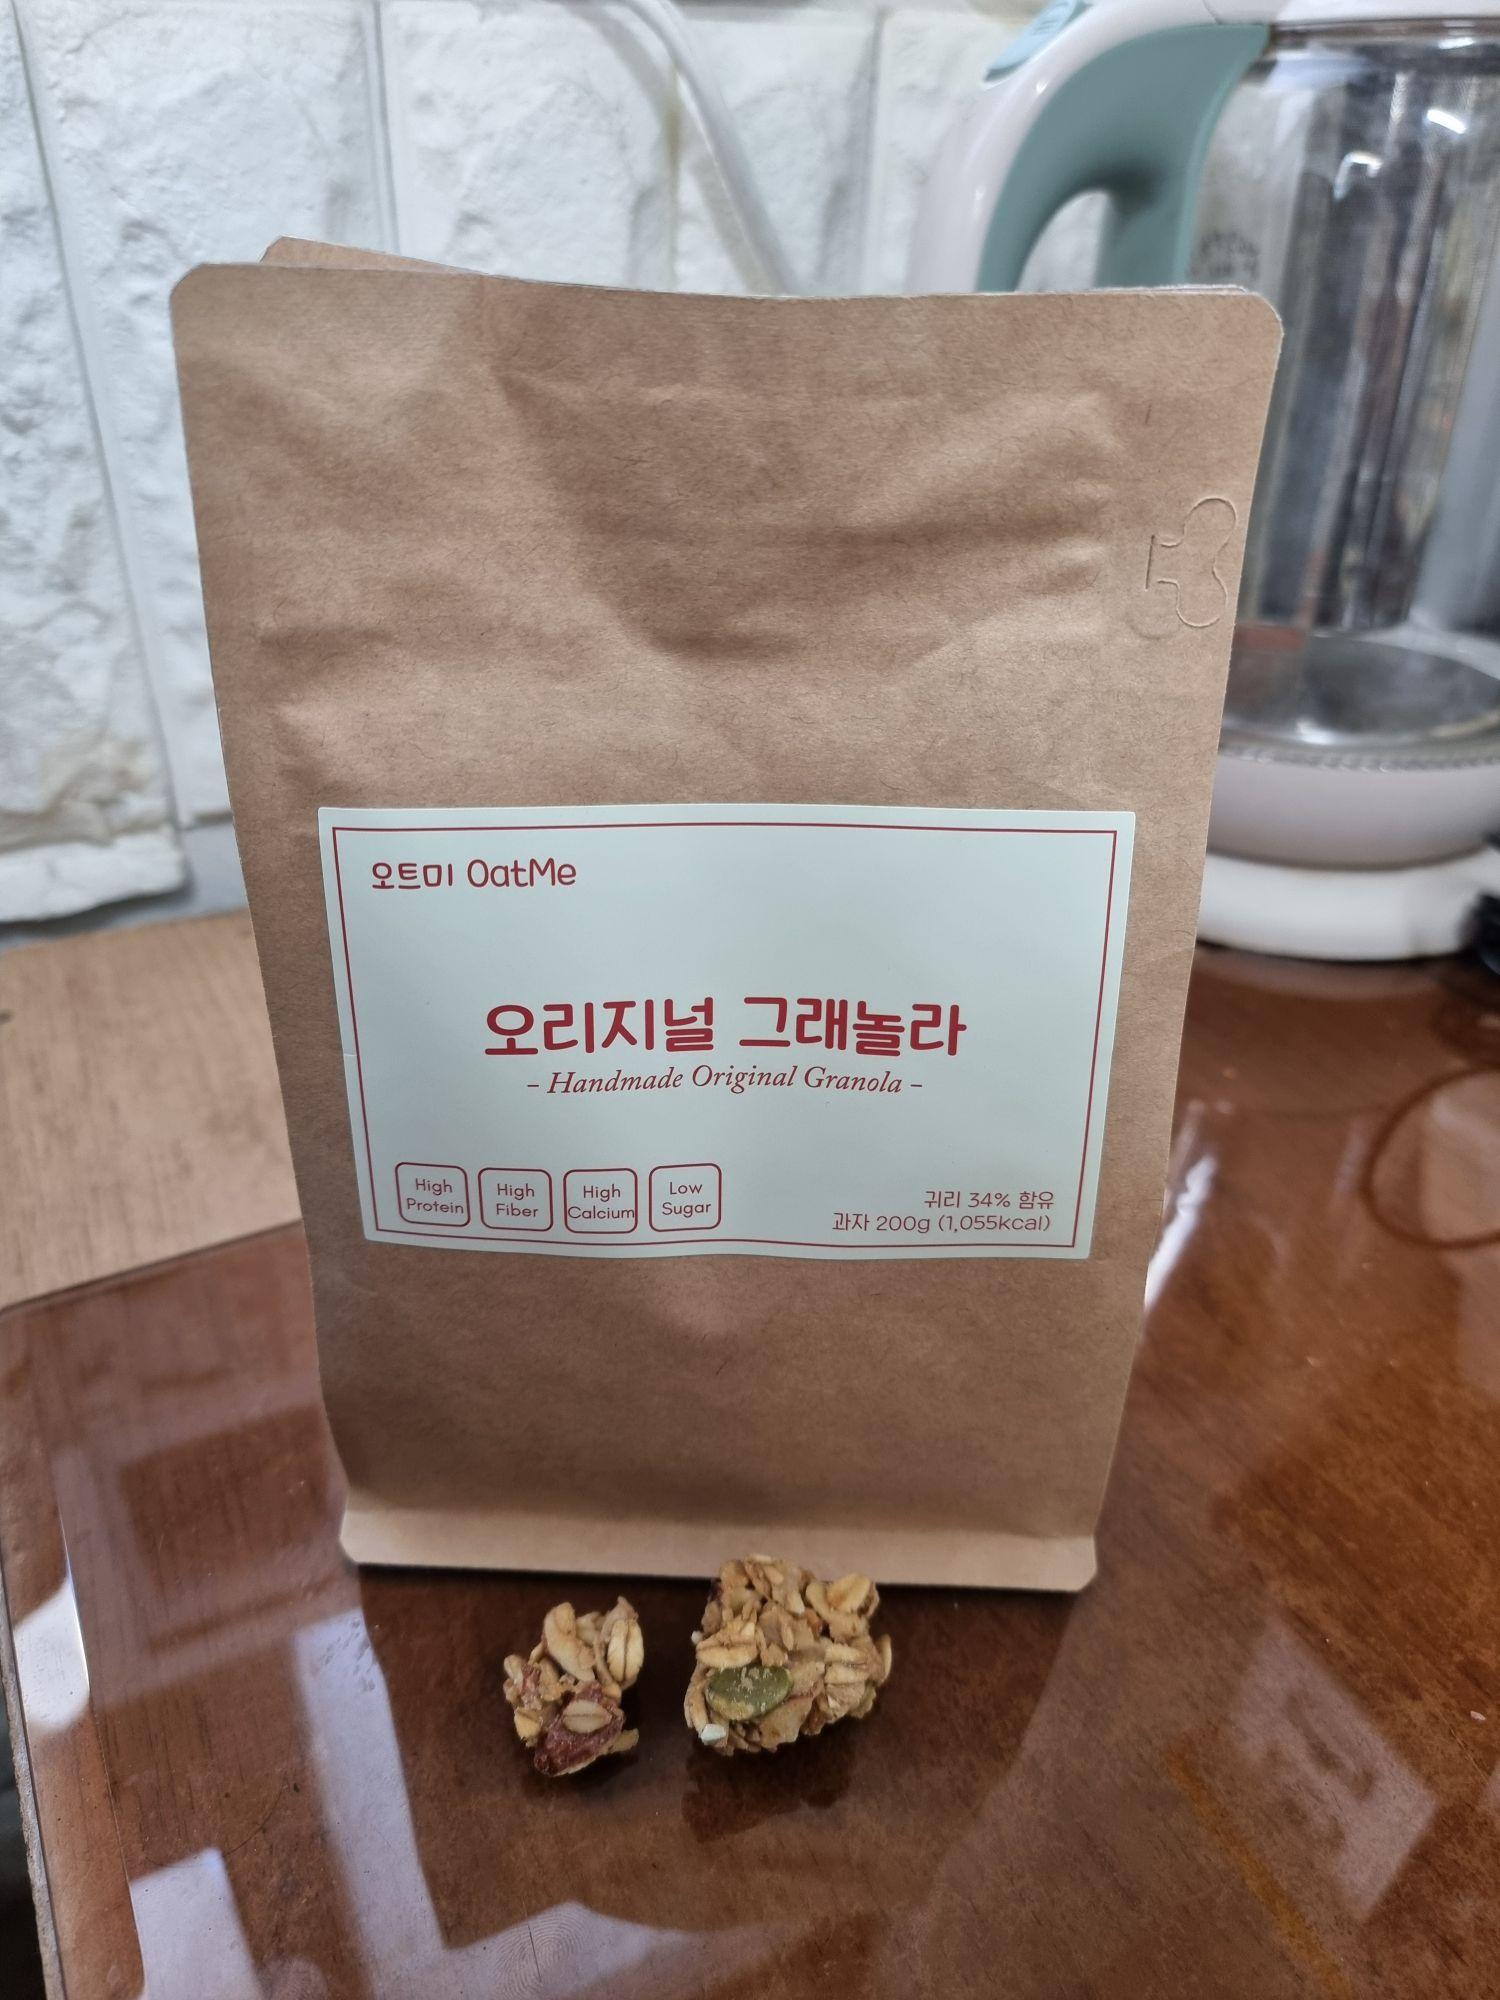 오트미 OatMe
오리지널 그래놀라
- Handmade Original Granola -
High
Protein
High
Fiber
High
Calcium
Low
Sugar
귀리 34% 함유
과자 200g (1,055kcal)